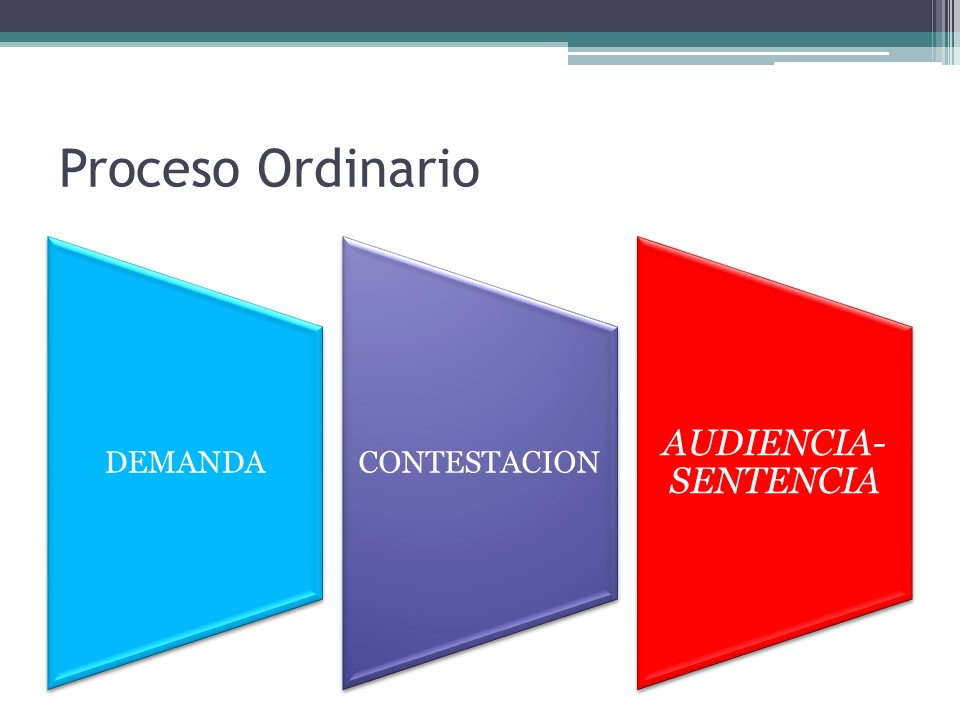 Proceso Ordinario
DEMANDA
CONTESTACION
AUDIENCIA-
SENTENCIA